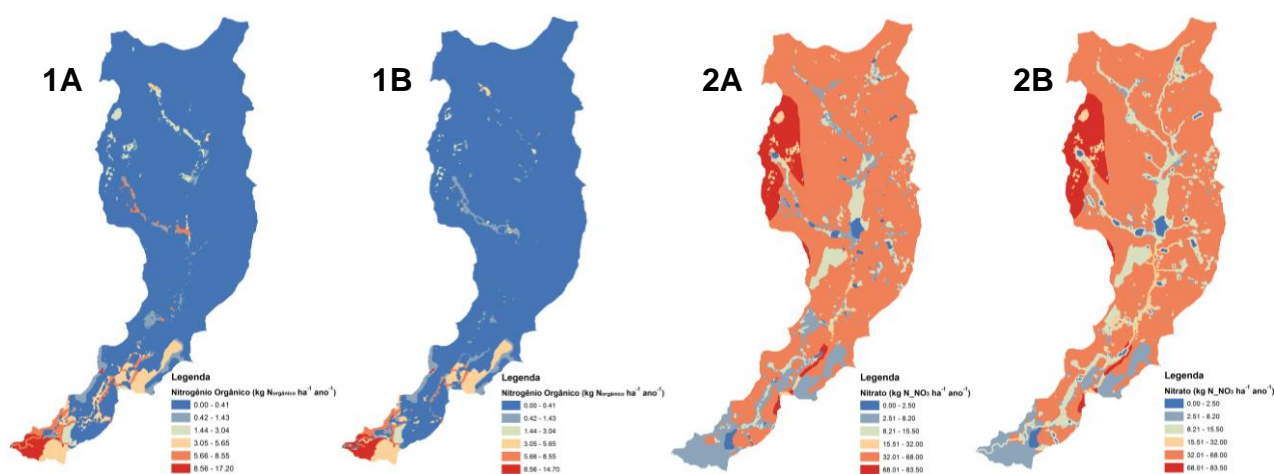 1A
1B
2A
2B
Legenda
Nitrogênio Orgânico (kg Norgânico ha⁻¹ ano⁻¹)
0.00 - 0.41
0.42 - 1.43
1.44 - 3.04
3.05 - 5.65
5.66 - 8.55
8.56 - 17.20
Legenda
Nitrogênio Orgânico (kg Norgânico ha⁻¹ ano⁻¹)
0.00 - 0.41
0.42 - 1.43
1.44 - 3.04
3.05 - 5.65
5.66 - 8.55
8.56 - 14.70
Legenda
Nitrato (kg N_NO₃ ha⁻¹ ano⁻¹)
0.00 - 2.50
2.51 - 8.20
8.21 - 15.50
15.51 - 32.00
32.01 - 68.00
68.01 - 83.50
Legenda
Nitrato (kg N_NO₃ ha⁻¹ ano⁻¹)
0.00 - 2.50
2.51 - 8.20
8.21 - 15.50
15.51 - 32.00
32.01 - 68.00
68.01 - 83.50